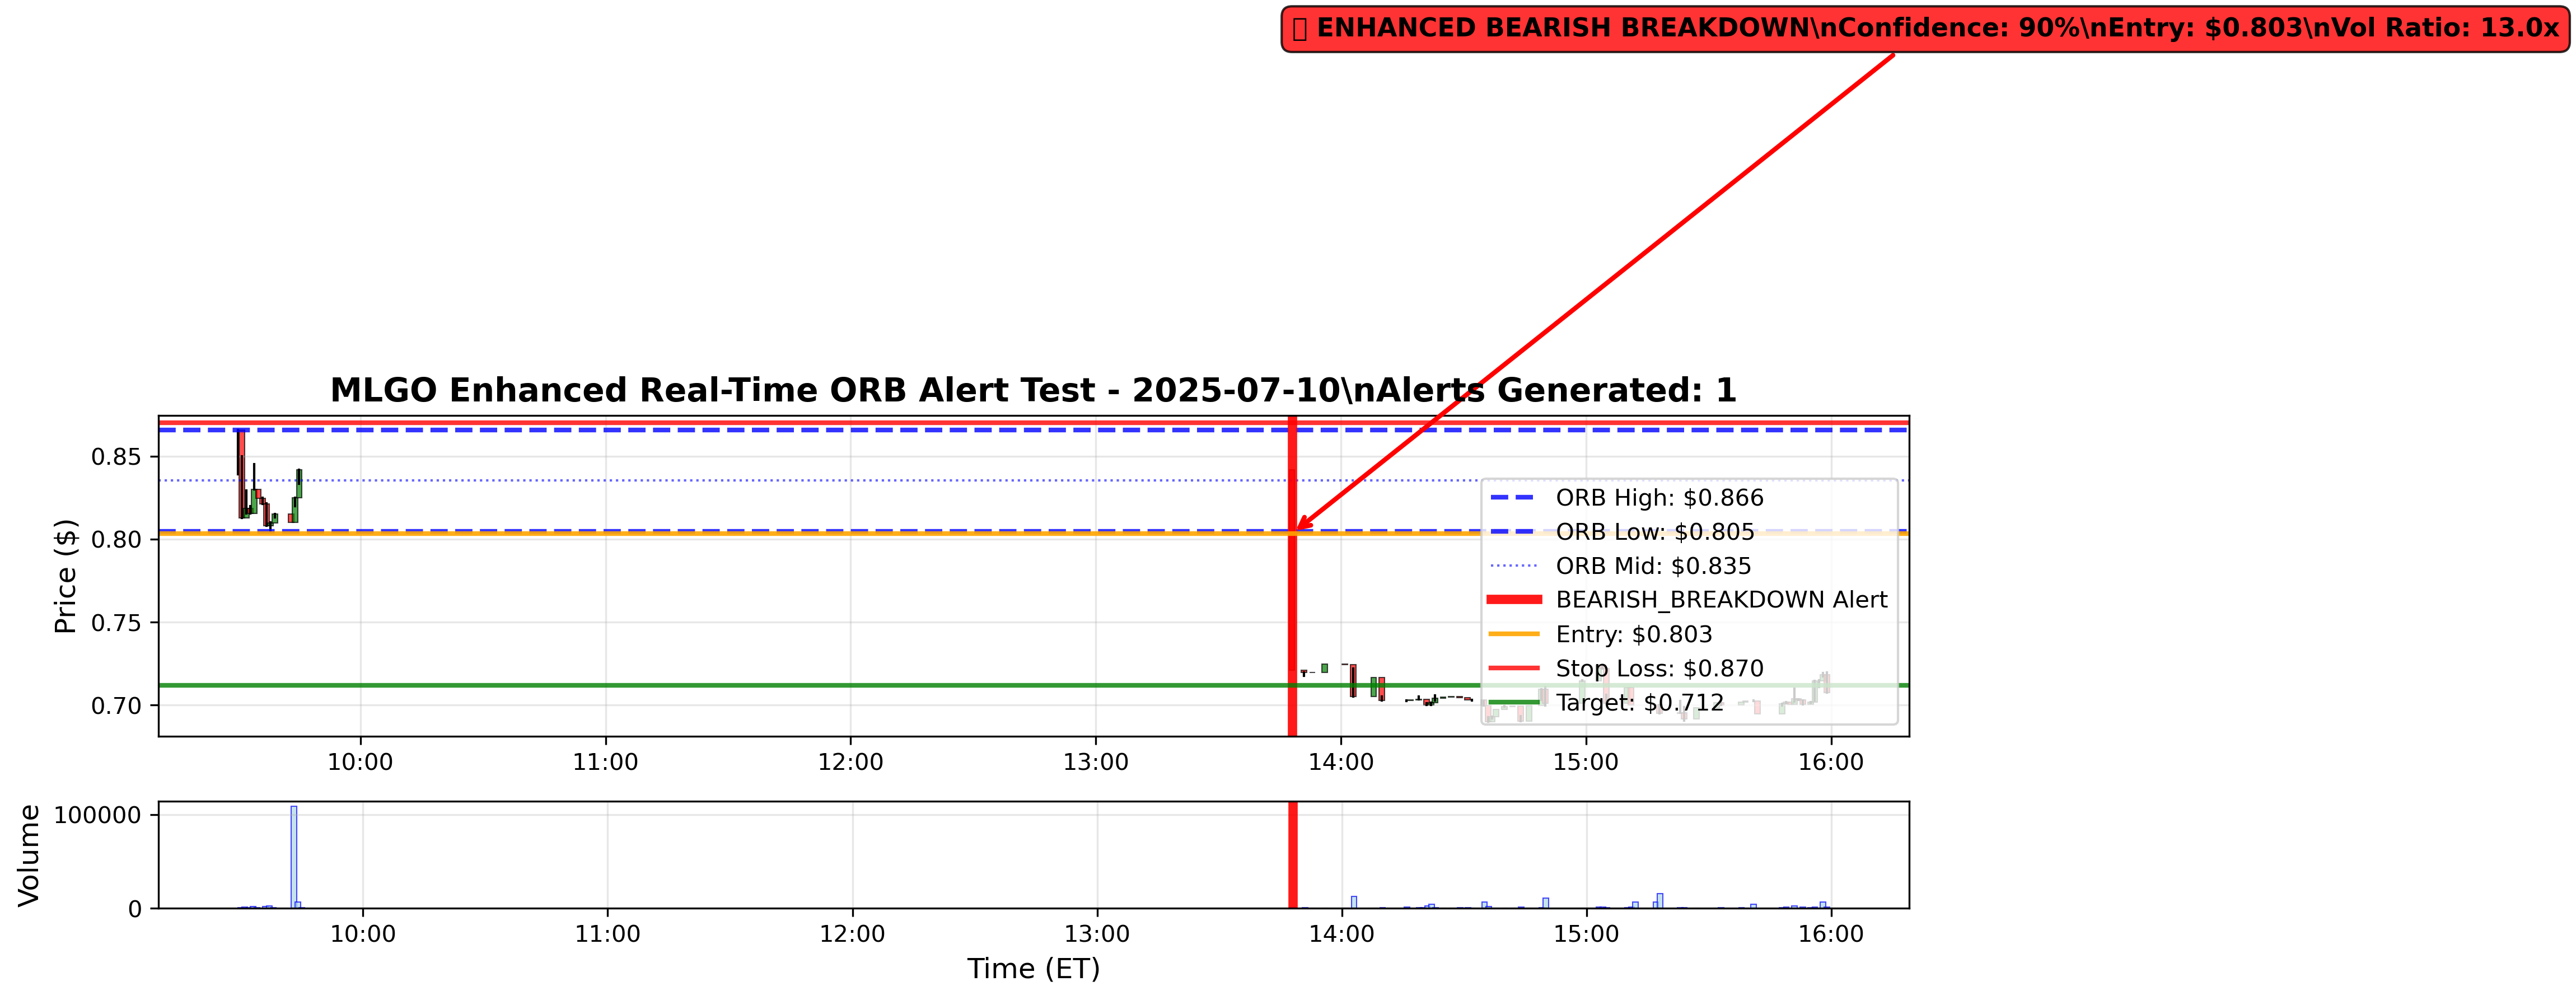 ▯ ENHANCED BEARISH BREAKDOWN\nConfidence: 90%\nEntry: $0.803\nVol Ratio: 13.0x
MLGO Enhanced Real-Time ORB Alert Test - 2025-07-10\nAlerts Generated: 1
Price ($)
0.85
0.80
0.75
0.70
ORB High: $0.866
ORB Low: $0.805
ORB Mid: $0.835
BEARISH_BREAKDOWN Alert
Entry: $0.803
Stop Loss: $0.870
Target: $0.712
10:00 11:00 12:00 13:00 14:00 15:00 16:00
Volume
100000
0
10:00 11:00 12:00 13:00 14:00 15:00 16:00
Time (ET)